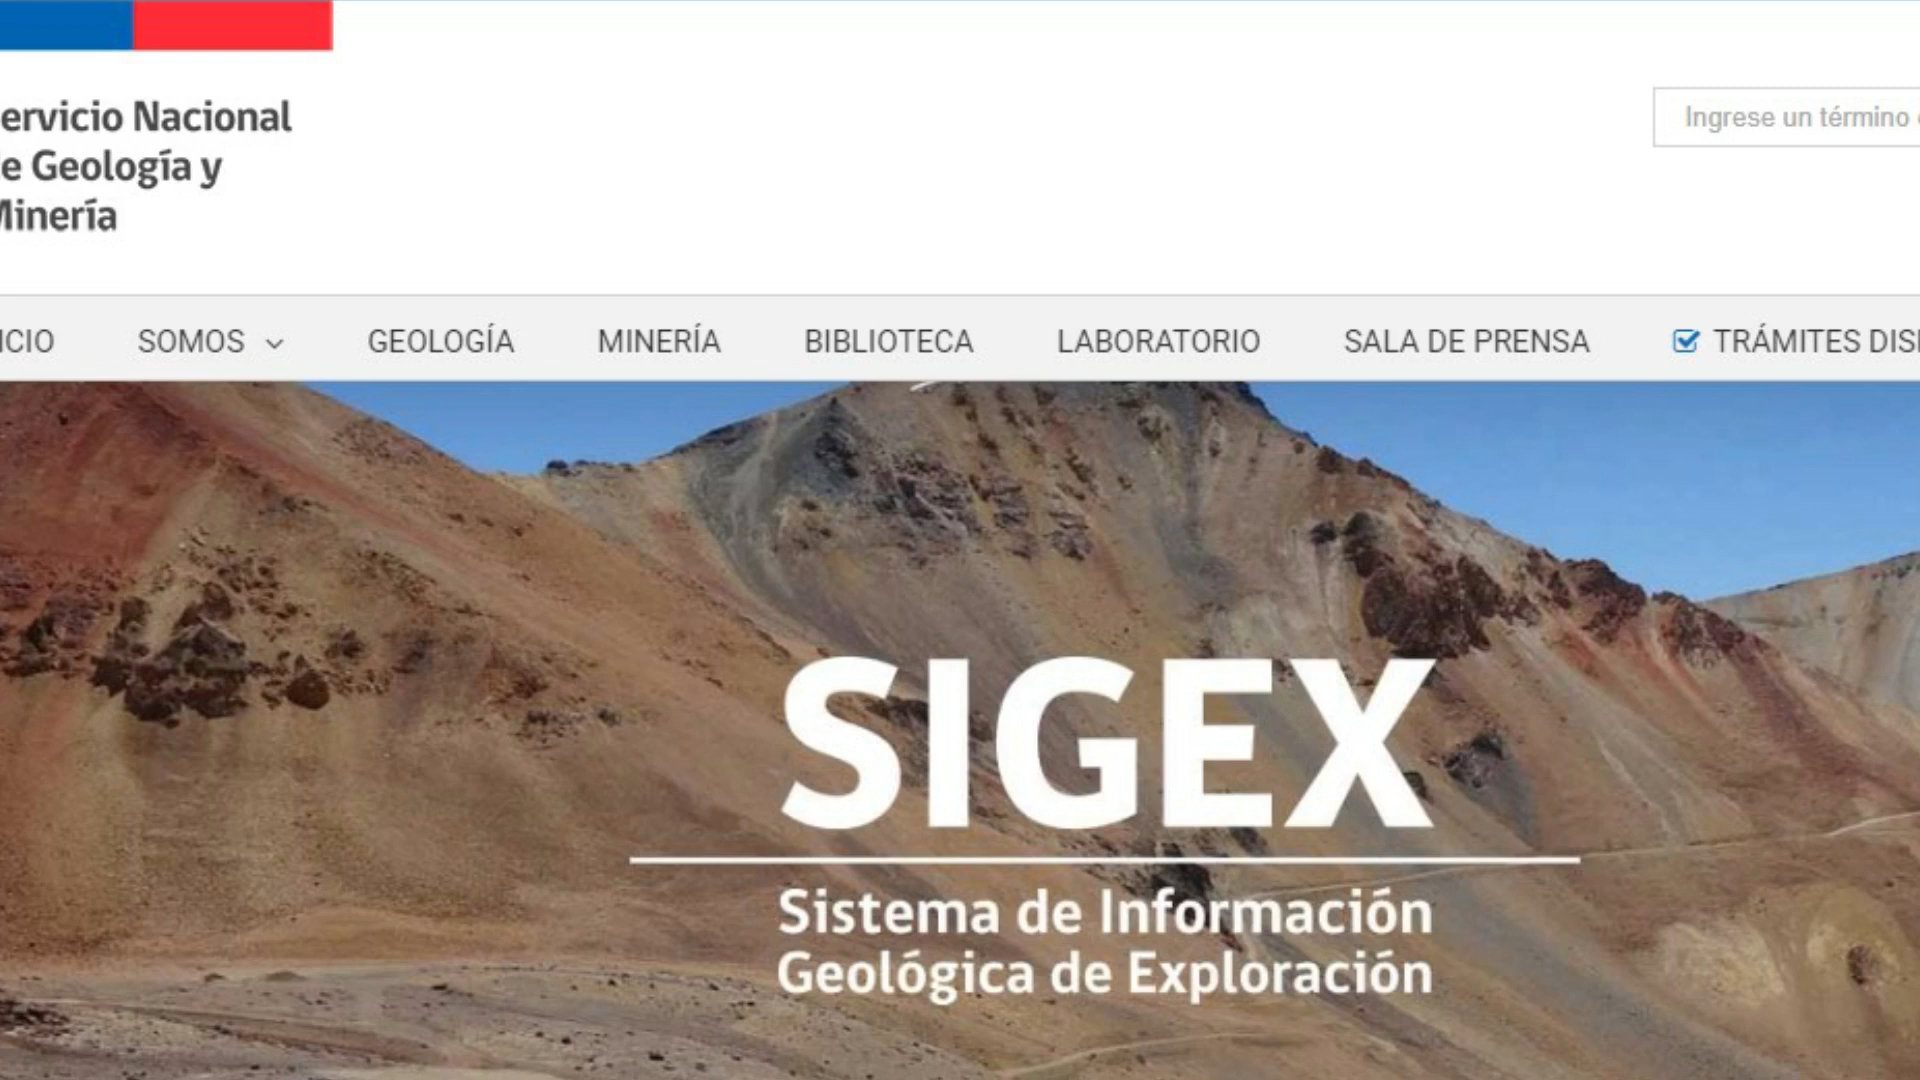 ervicio Nacional
e Geología y
Minería
Ingrese un término
ICIO
SOMOS
GEOLOGÍA
MINERÍA
BIBLIOTECA
LABORATORIO
SALA DE PRENSA
TRÁMITES DIS
SIGEX
Sistema de Información
Geológica de Exploración